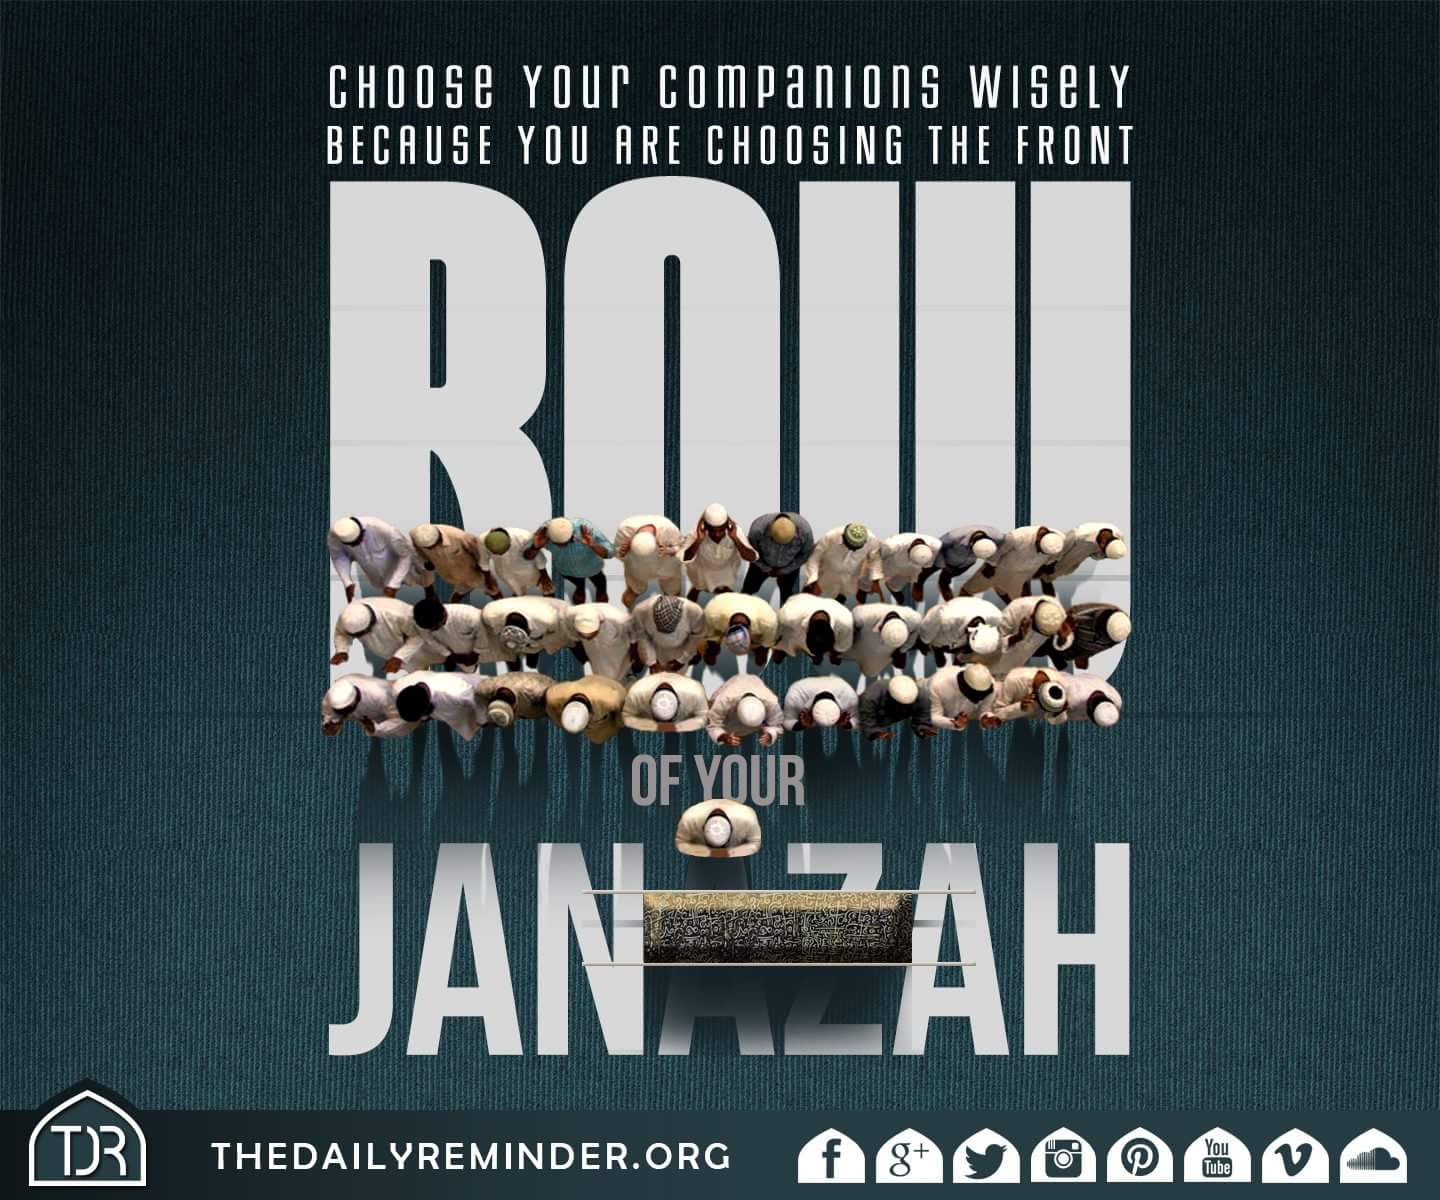 CHOOSE YOUR COMPANIONS WISELY
BECAUSE YOU ARE CHOOSING THE FRONT
ROW
OF YOUR
JANAZAH
TDR
THEDAILYREMINDER.ORG
f
g+
You
Tube